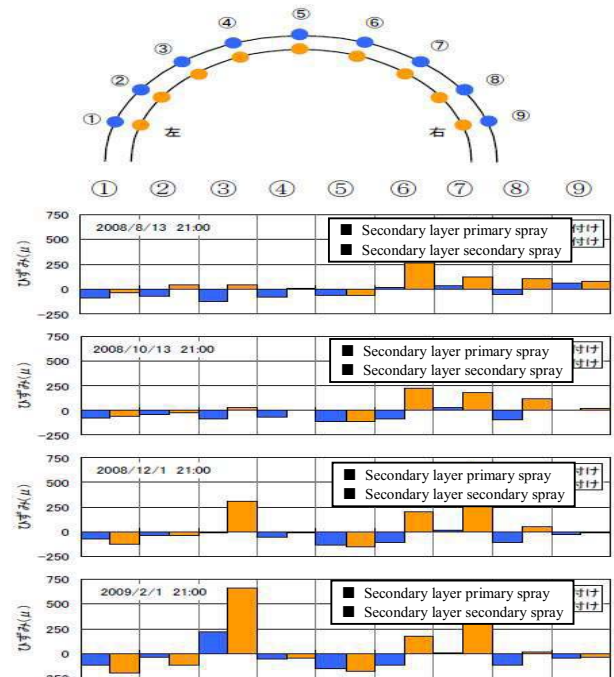 ⑤
④ ⑥
③ ⑦
② ⑧
① ⑨
左 右
① ② ③ ④ ⑤ ⑥ ⑦ ⑧ ⑨
ひずみ(μ)
750
500
250
0
−250
2008/8/13 21:00
■ Secondary layer primary spray
■ Secondary layer secondary spray
付け
付け
ひずみ(μ)
750
500
250
0
−250
2008/10/13 21:00
■ Secondary layer primary spray
■ Secondary layer secondary spray
付け
付け
ひずみ(μ)
750
500
250
0
−250
2008/12/1 21:00
■ Secondary layer primary spray
■ Secondary layer secondary spray
付け
付け
ひずみ(μ)
750
500
250
0
2009/2/1 21:00
■ Secondary layer primary spray
■ Secondary layer secondary spray
付け
付け